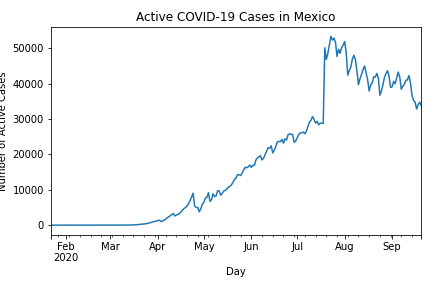 Active COVID-19 Cases in Mexico
Number of Active Cases
50000
40000
30000
20000
10000
0
Feb Mar Apr May Jun Jul Aug Sep
2020
Day